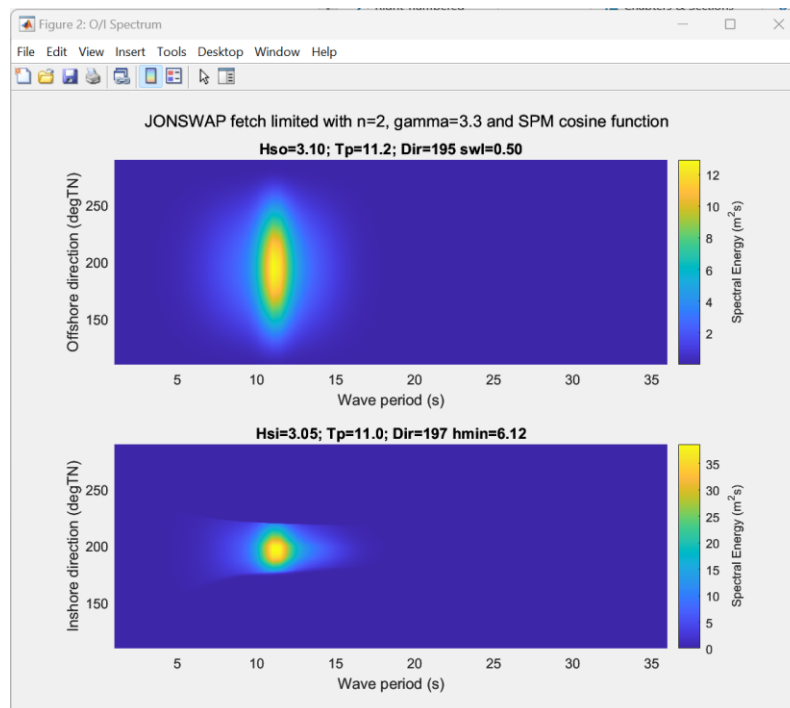 Figure 2: O/I Spectrum
File Edit View Insert Tools Desktop Window Help
JONSWAP fetch limited with n=2, gamma=3.3 and SPM cosine function
Hso=3.10; Tp=11.2; Dir=195 swl=0.50
Offshore direction (degTN)
250
200
150
5 10 15 20 25 30 35
Wave period (s)
12
10
8
6
4
2
Spectral Energy (m²s)
Hsi=3.05; Tp=11.0; Dir=197 hmin=6.12
Inshore direction (degTN)
250
200
150
5 10 15 20 25 30 35
Wave period (s)
35
30
25
20
15
10
5
0
Spectral Energy (m²s)